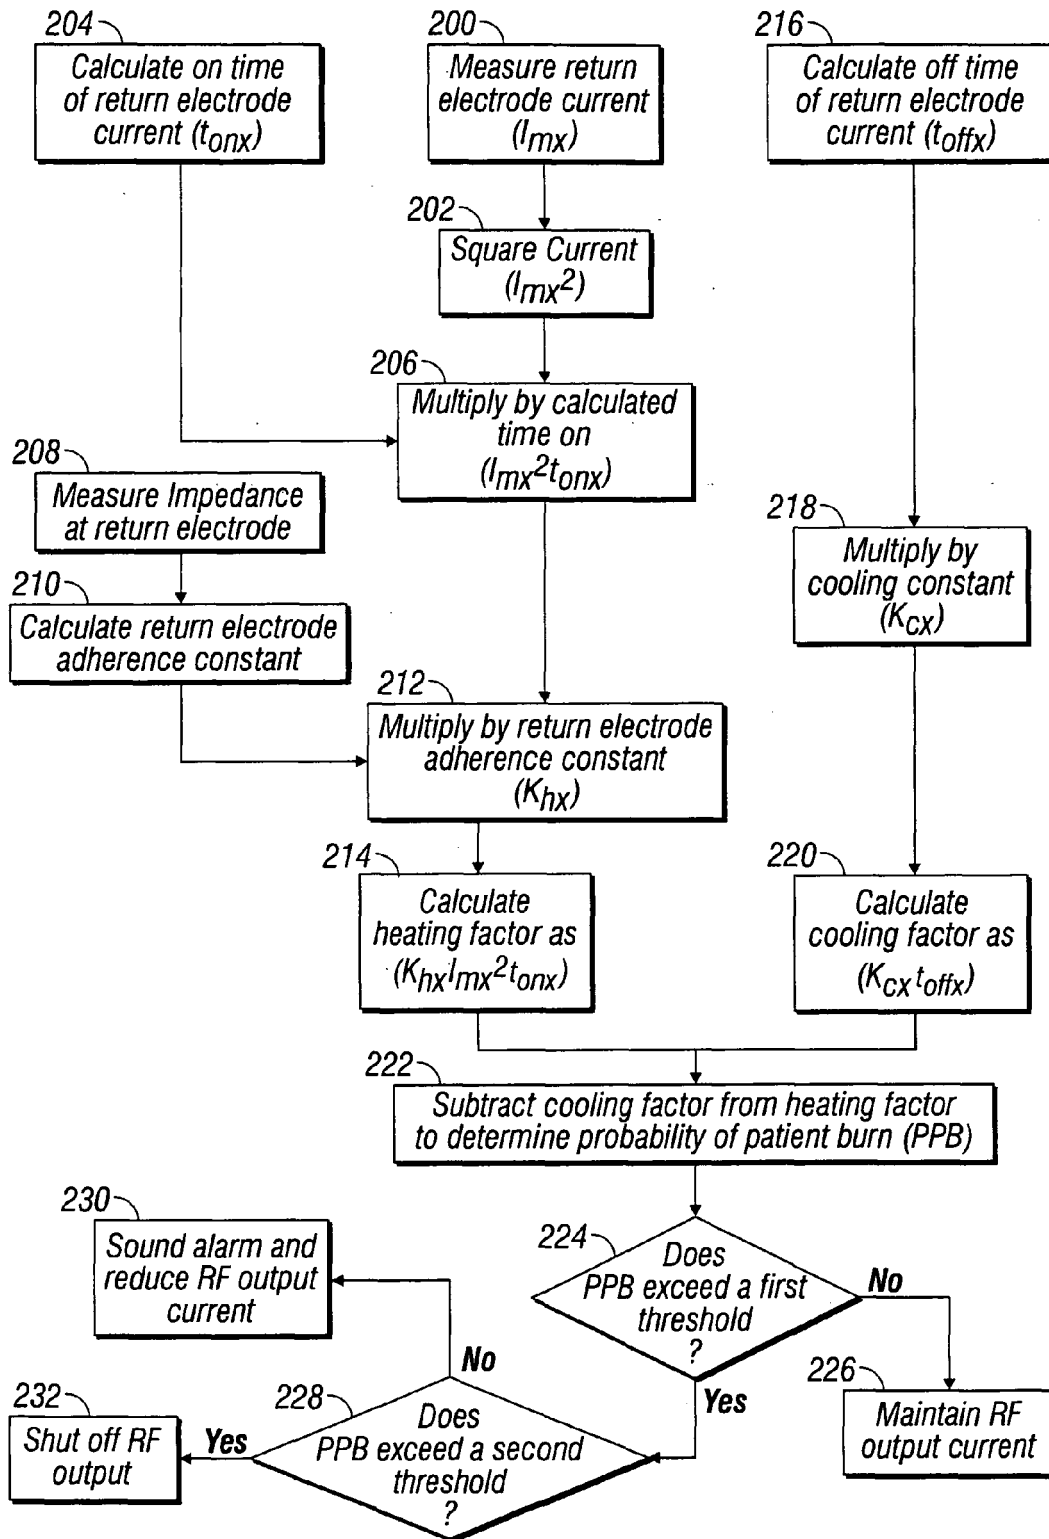 204
Calculate on time
of return electrode
current (tonx)
200
Measure return
electrode current
(Imx)
216
Calculate off time
of return electrode
current (toffx)
202
Square Current
(Imx²)
206
Multiply by calculated
time on
(Imx²tonx)
208
Measure Impedance
at return electrode
210
Calculate return electrode
adherence constant
218
Multiply by
cooling constant
(Kcx)
212
Multiply by return electrode
adherence constant
(Khx)
214
Calculate
heating factor as
(KhxImx²tonx)
220
Calculate
cooling factor as
(Kcx toffx)
222
Subtract cooling factor from heating factor
to determine probability of patient burn (PPB)
224
Does
PPB exceed a first
threshold
?
No
Yes
226
Maintain RF
output current
228
Does
PPB exceed a second
threshold
?
No
Yes
230
Sound alarm and
reduce RF output
current
232
Shut off RF
output